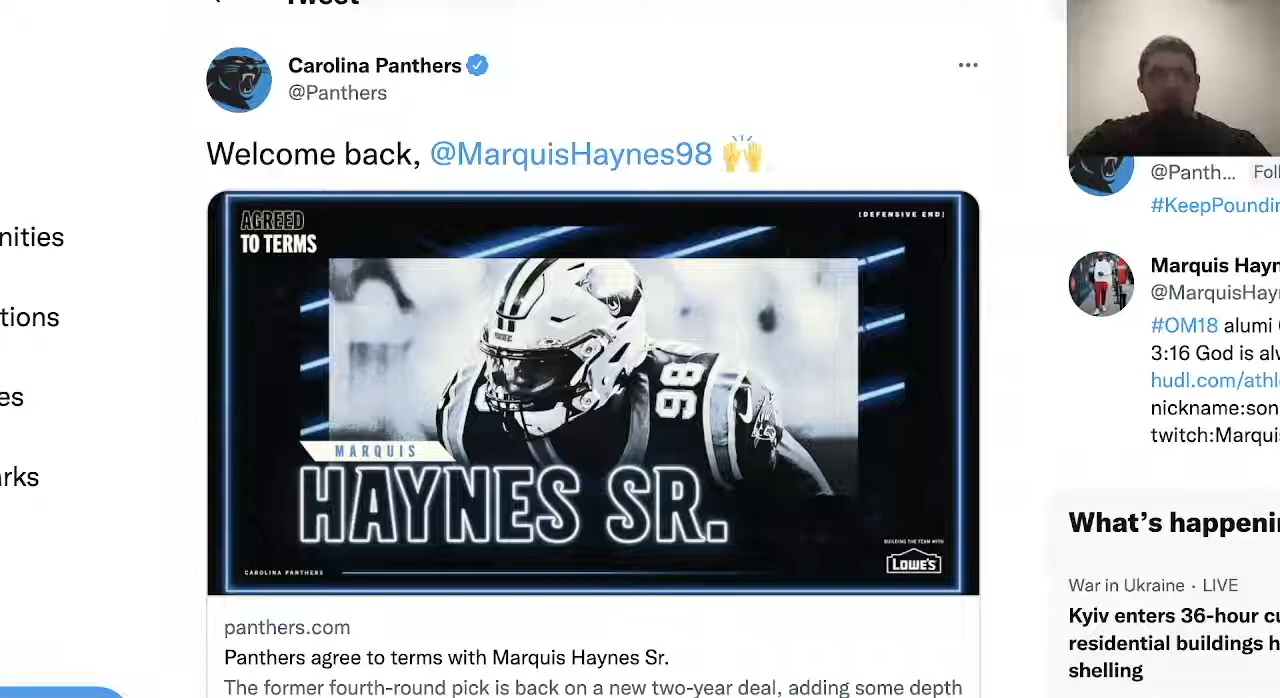 Tweet
Carolina Panthers
@Panthers
Welcome back, @MarquisHaynes98 🙌
AGREED
TO TERMS
[DEFENSIVE END]
98
MARQUIS
HAYNES SR.
BUILDING THE TEAM WITH
LOWE'S
CAROLINA PANTHERS
panthers.com
Panthers agree to terms with Marquis Haynes Sr.
The former fourth-round pick is back on a new two-year deal, adding some depth
nities
tions
es
arks
@Panth... Foll
#KeepPoundin
Marquis Hayn
@MarquisHayn
#OM18 alumi
3:16 God is alw
hudl.com/athle
nickname:son
twitch:Marquis
What's happenin
War in Ukraine · LIVE
Kyiv enters 36-hour cu
residential buildings h
shelling